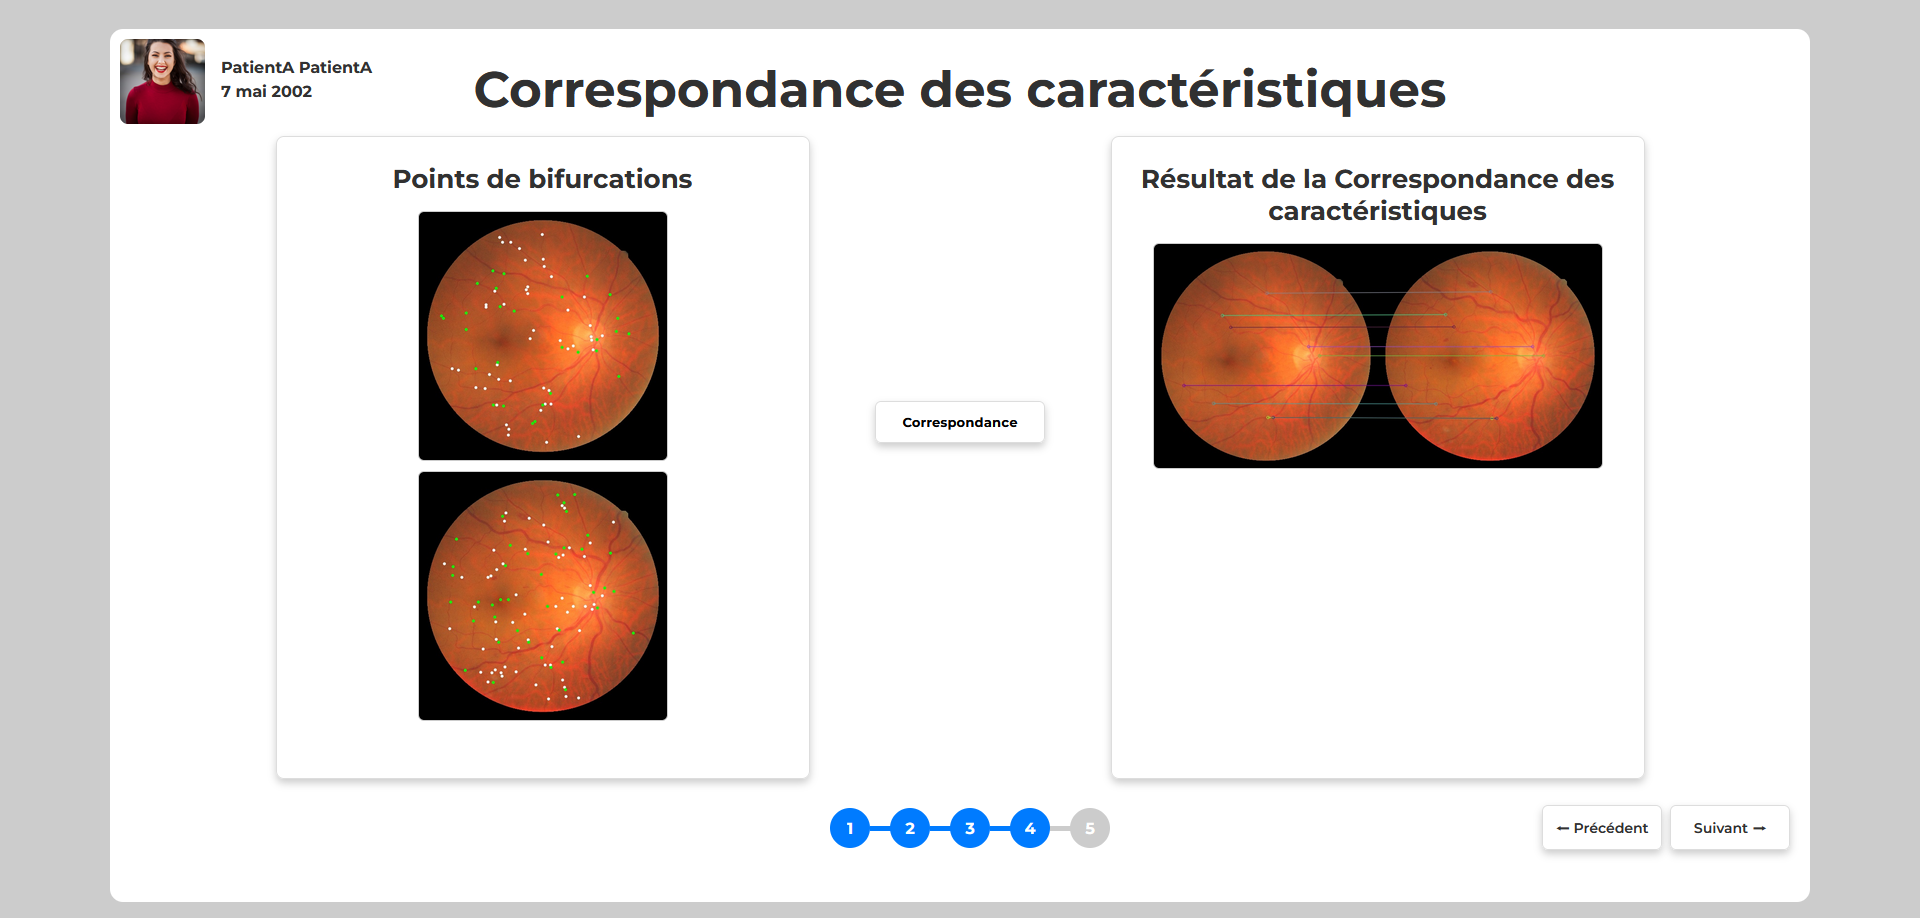 PatientA PatientA
7 mai 2002
Correspondance des caractéristiques
Points de bifurcations
Correspondance
Résultat de la Correspondance des
caractéristiques
1 2 3 4 5
← Précédent
Suivant →